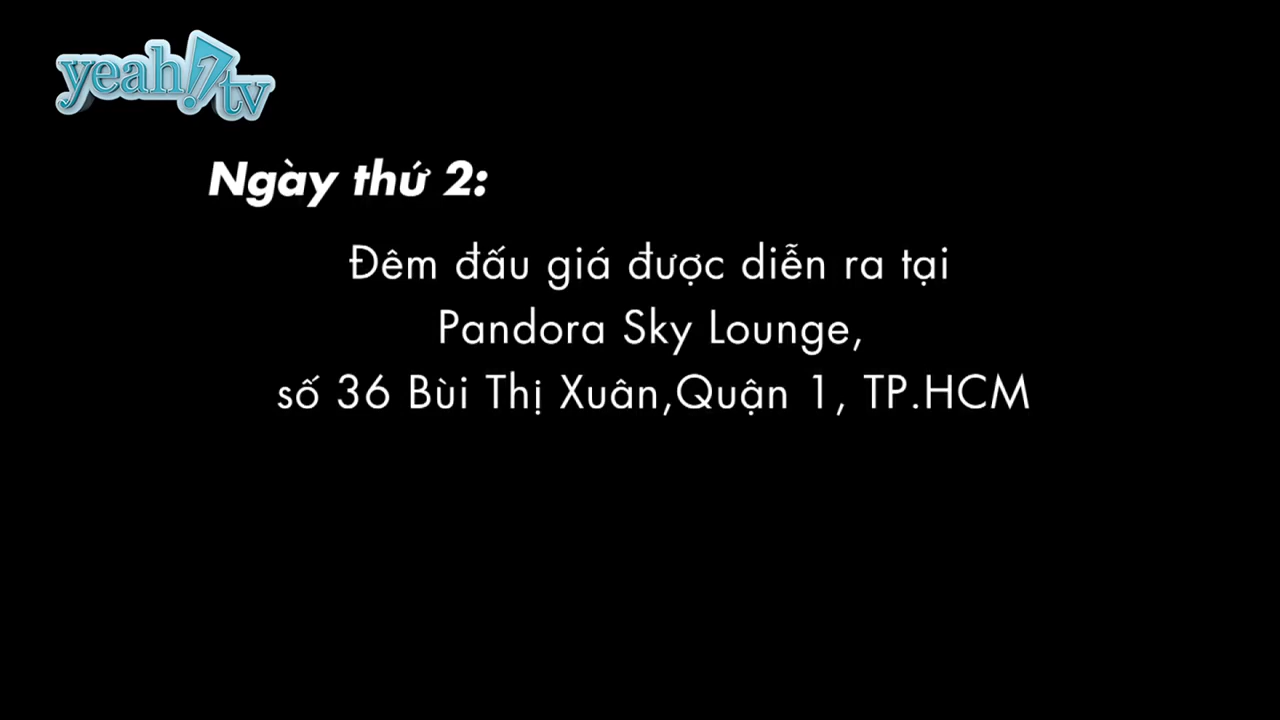 yeah1tv
Ngày thứ 2:
Đêm đấu giá được diễn ra tại
Pandora Sky Lounge,
số 36 Bùi Thị Xuân,Quận 1, TP.HCM